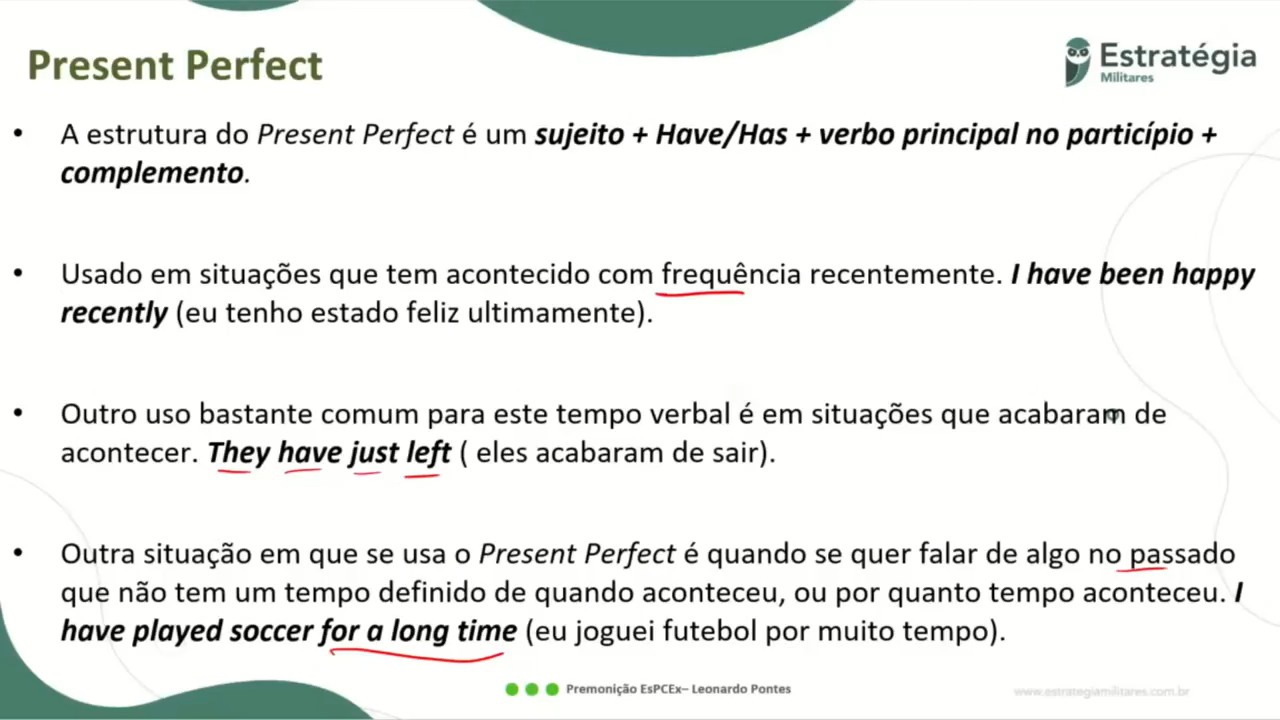 Present Perfect
Estratégia
Militares
• A estrutura do Present Perfect é um sujeito + Have/Has + verbo principal no particípio +
complemento.
• Usado em situações que tem acontecido com frequência recentemente. I have been happy
recently (eu tenho estado feliz ultimamente).
• Outro uso bastante comum para este tempo verbal é em situações que acabaram de
acontecer. They have just left ( eles acabaram de sair).
• Outra situação em que se usa o Present Perfect é quando se quer falar de algo no passado
que não tem um tempo definido de quando aconteceu, ou por quanto tempo aconteceu. I
have played soccer for a long time (eu joguei futebol por muito tempo).
Premonição EsPCEx– Leonardo Pontes
www.estrategiamilitares.com.br